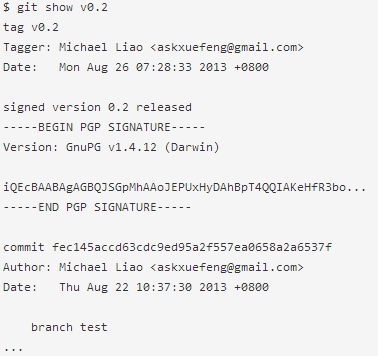 $ git show v0.2
tag v0.2
Tagger: Michael Liao <askxuefeng@gmail.com>
Date:   Mon Aug 26 07:28:33 2013 +0800
signed version 0.2 released
-----BEGIN PGP SIGNATURE-----
Version: GnuPG v1.4.12 (Darwin)
iQEcBAABAgAGBQJSGpMhAAoJEPUxHyDAhBpT4QQIAKeHfR3bo...
-----END PGP SIGNATURE-----
commit fec145accd63cdc9ed95a2f557ea0658a2a6537f
Author: Michael Liao <askxuefeng@gmail.com>
Date:   Thu Aug 22 10:37:30 2013 +0800
    branch test
...